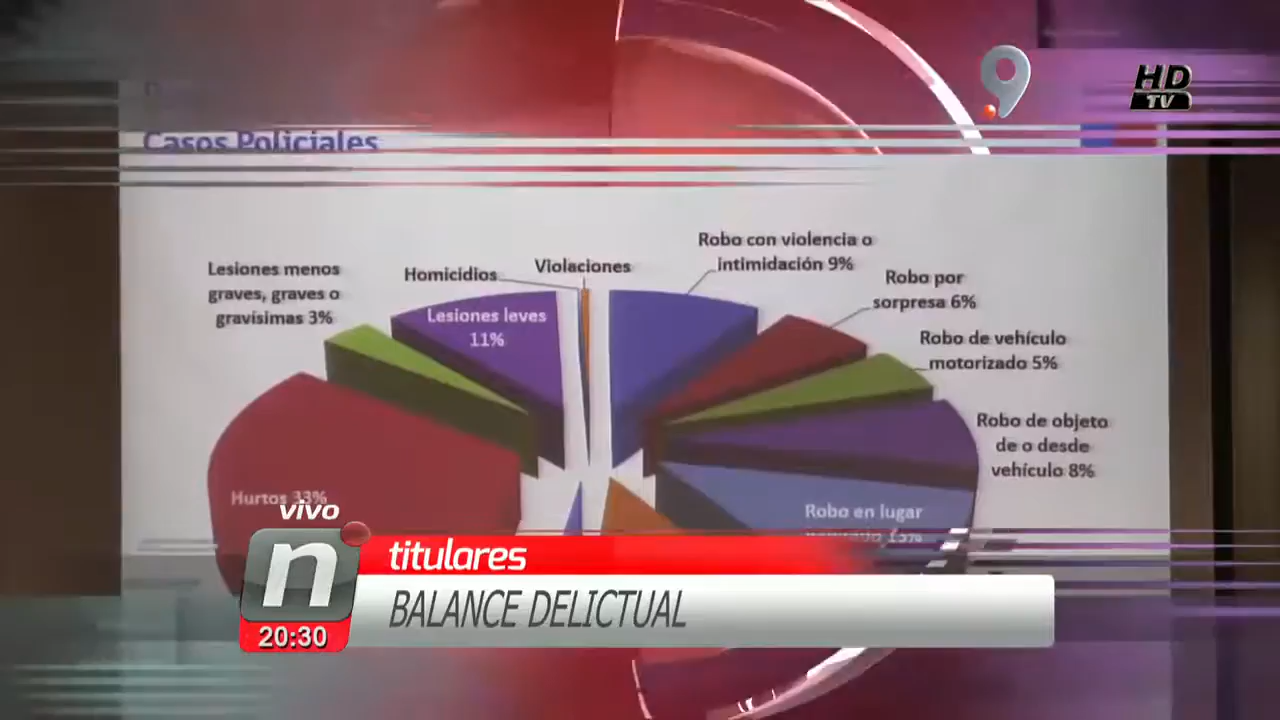 9
HD
TV
Casos Policiales
Robo con violencia o
intimidación 9%
Violaciones
Homicidios
Lesiones menos
graves, graves o
gravisimas 3%
Robo por
sorpresa 6%
Lesiones leves
11%
Robo de vehículo
motorizado 5%
Robo de objeto
de o desde
vehículo 8%
Hurtos 33%
Robo en lugar
vivo
n
titulares
BALANCE DELICTUAL
20:30